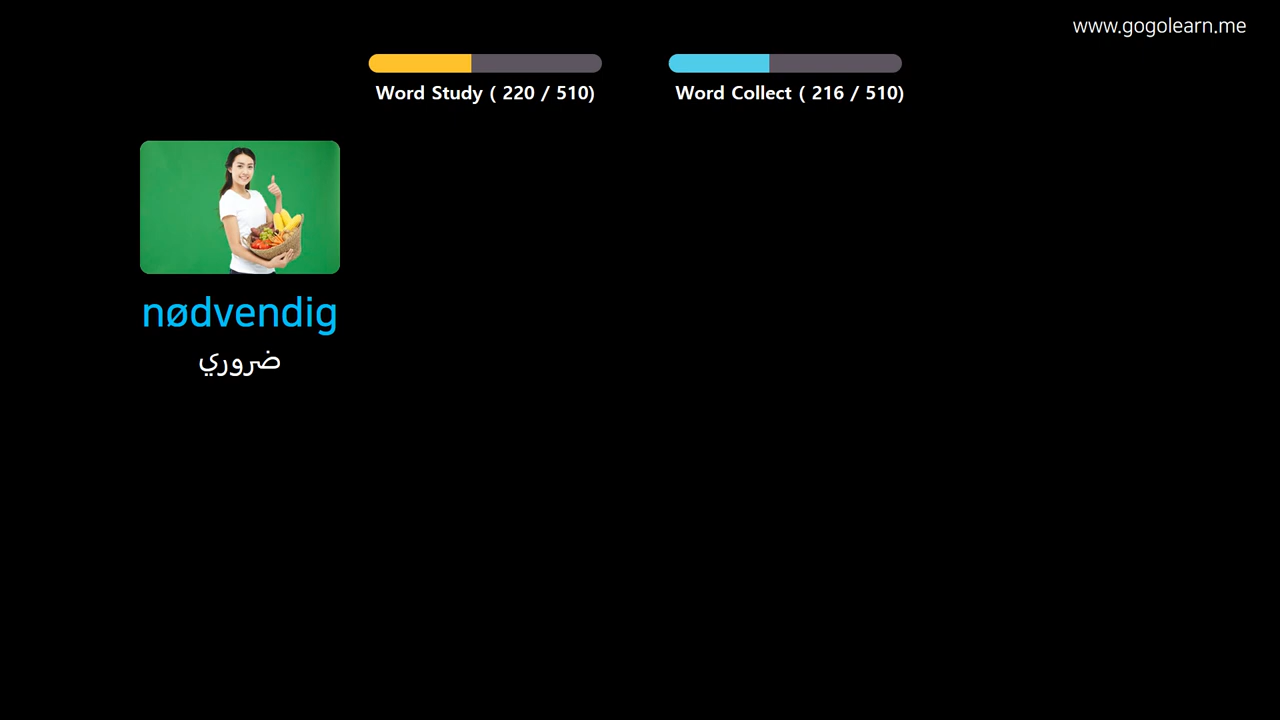 www.gogolearn.me
Word Study ( 220 / 510)
Word Collect ( 216 / 510)
nødvendig
ضروري